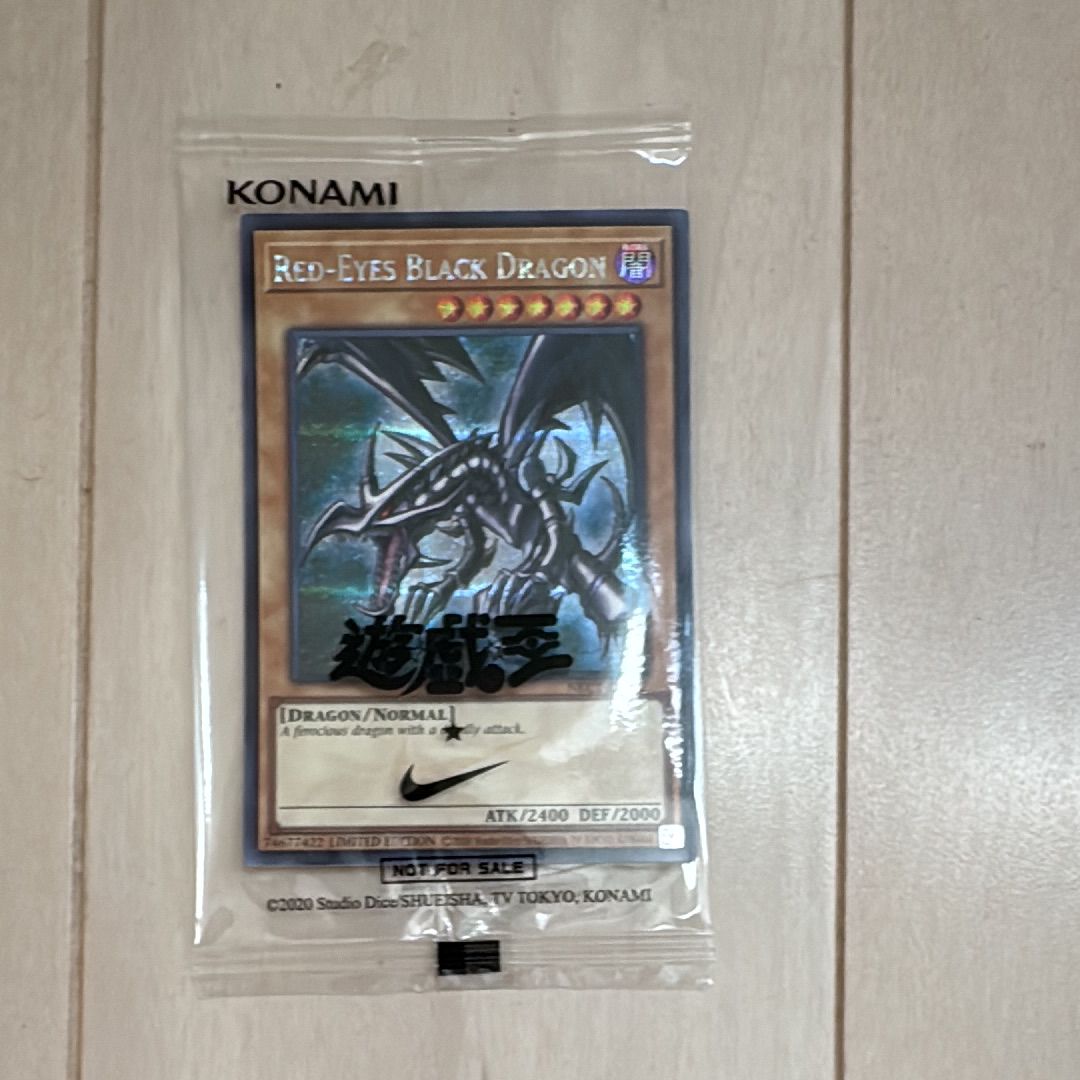 KONAMI
RED-EYES BLACK DRAGON 闇
遊戯王
[DRAGON/NORMAL]
A ferocious dragon with a attack.
ATK/2400 DEF/2000
74677422 LIMITED EDITION
NOT FOR SALE
©2020 Studio Dice/SHUEISHA, TV TOKYO, KONAMI